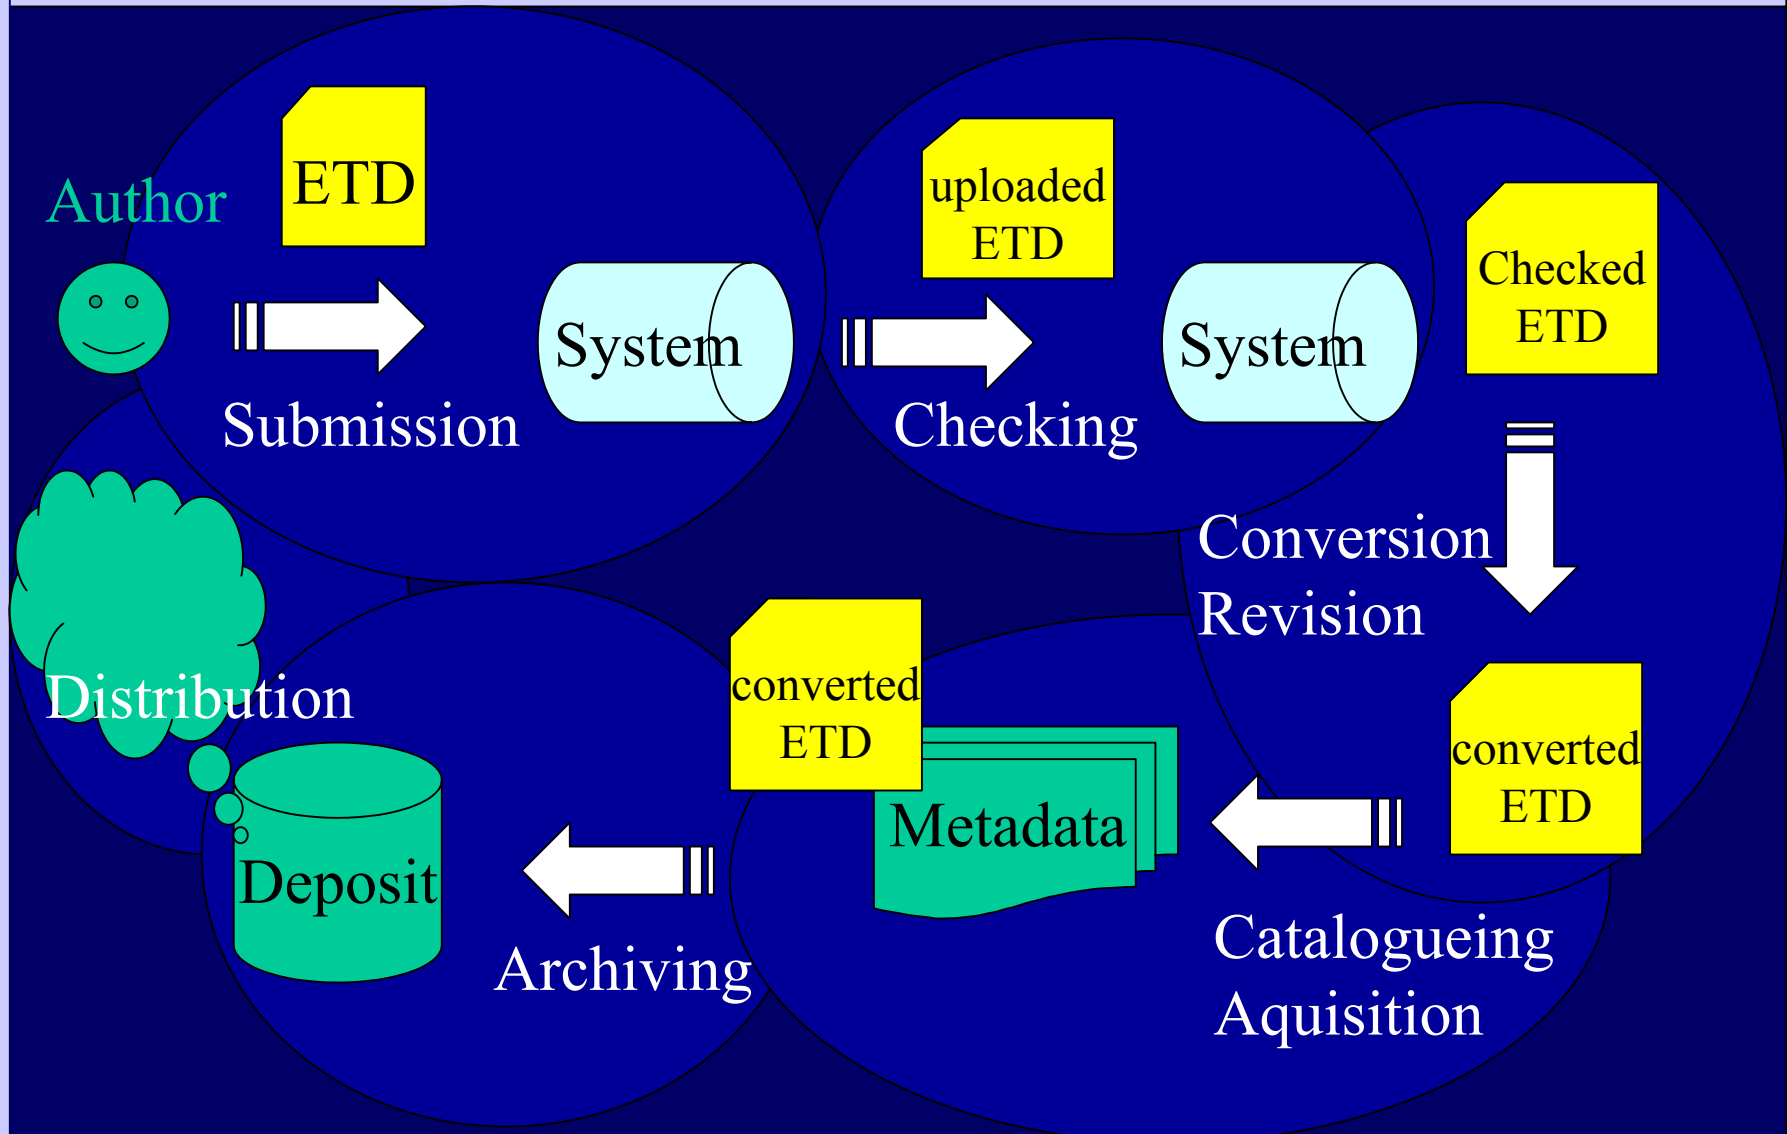 Author
ETD
System
Submission
uploaded
ETD
System
Checking
Checked
ETD
Conversion
Revision
converted
ETD
Catalogueing
Aquisition
converted
ETD
Metadata
Archiving
Deposit
Distribution